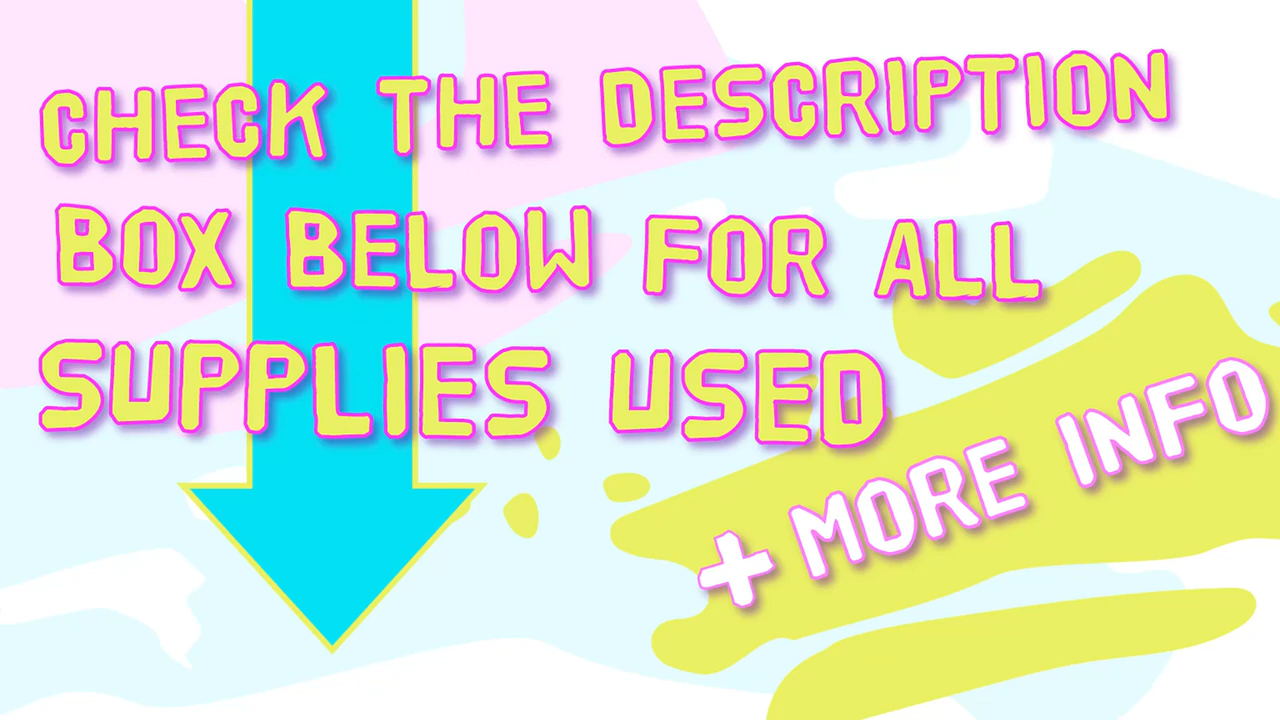 CHECK THE DESCRIPTION
BOX BELOW FOR ALL
SUPPLIES USED
+ MORE INFO